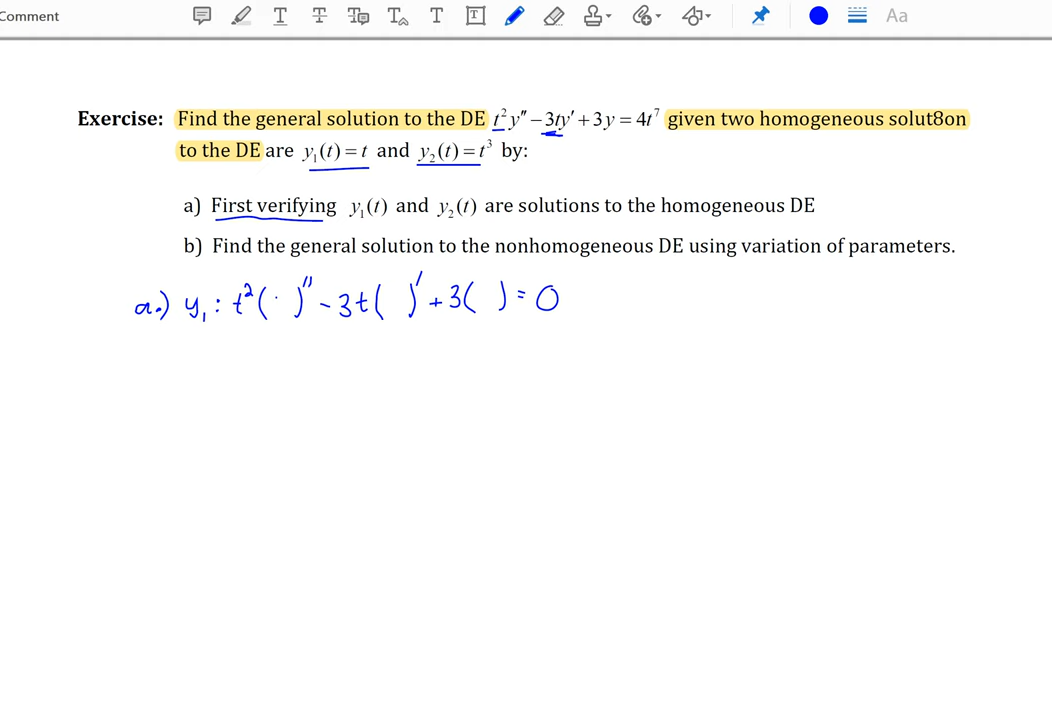 Comment
T T T T T T Aa
Exercise: Find the general solution to the DE t²y″ − 3ty′ + 3y = 4t⁷ given two homogeneous solut8on
to the DE are y₁(t) = t and y₂(t) = t³ by:
a) First verifying y₁(t) and y₂(t) are solutions to the homogeneous DE
b) Find the general solution to the nonhomogeneous DE using variation of parameters.
a.) y₁ : t²( · )″ − 3t( )′ + 3( ) = 0